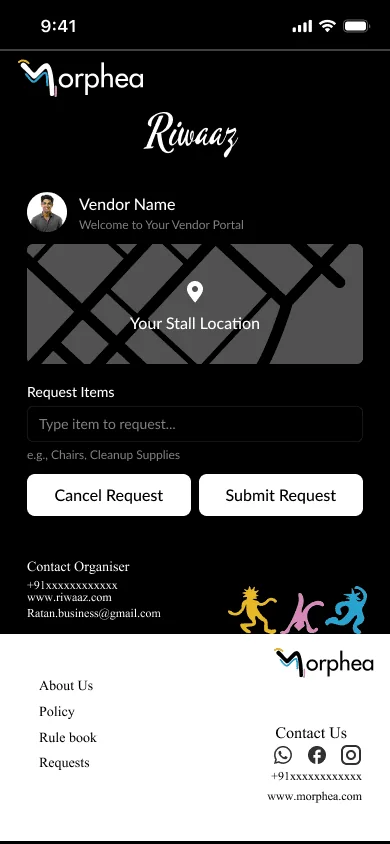 9:41
Morphea
Riwaaz
Vendor Name
Welcome to Your Vendor Portal
Your Stall Location
Request Items
Type item to request...
e.g., Chairs, Cleanup Supplies
Cancel Request
Submit Request
Contact Organiser
+91xxxxxxxxxxxx
www.riwaaz.com
Ratan.business@gmail.com
Morphea
About Us
Policy
Rule book
Requests
Contact Us
+91xxxxxxxxxxxx
www.morphea.com